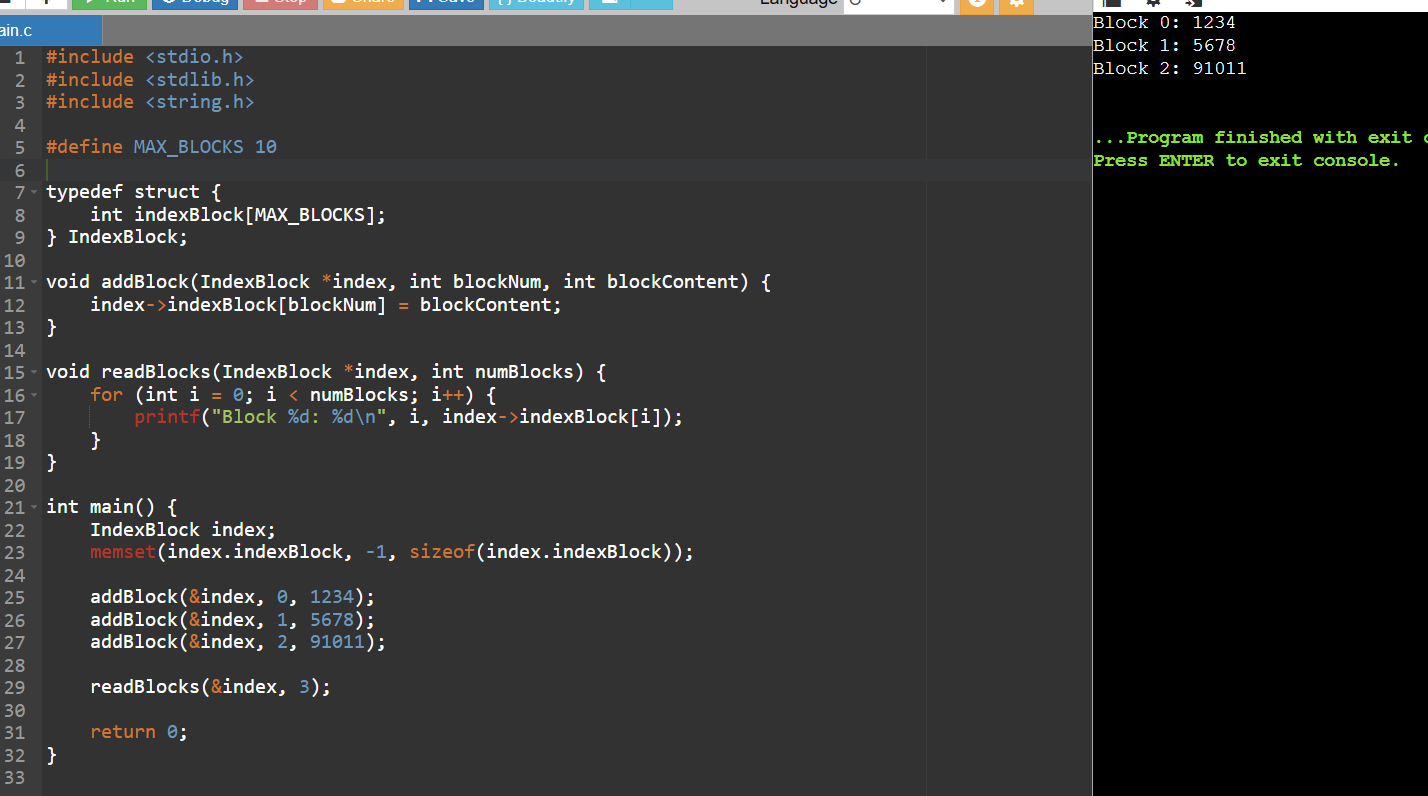 Language
ain.c
1 #include <stdio.h>
2 #include <stdlib.h>
3 #include <string.h>
4
5 #define MAX_BLOCKS 10
6
7 typedef struct {
8     int indexBlock[MAX_BLOCKS];
9 } IndexBlock;
10
11 void addBlock(IndexBlock *index, int blockNum, int blockContent) {
12     index->indexBlock[blockNum] = blockContent;
13 }
14
15 void readBlocks(IndexBlock *index, int numBlocks) {
16     for (int i = 0; i < numBlocks; i++) {
17         printf("Block %d: %d\n", i, index->indexBlock[i]);
18     }
19 }
20
21 int main() {
22     IndexBlock index;
23     memset(index.indexBlock, -1, sizeof(index.indexBlock));
24
25     addBlock(&index, 0, 1234);
26     addBlock(&index, 1, 5678);
27     addBlock(&index, 2, 91011);
28
29     readBlocks(&index, 3);
30
31     return 0;
32 }
33
Block 0: 1234
Block 1: 5678
Block 2: 91011
...Program finished with exit
Press ENTER to exit console.